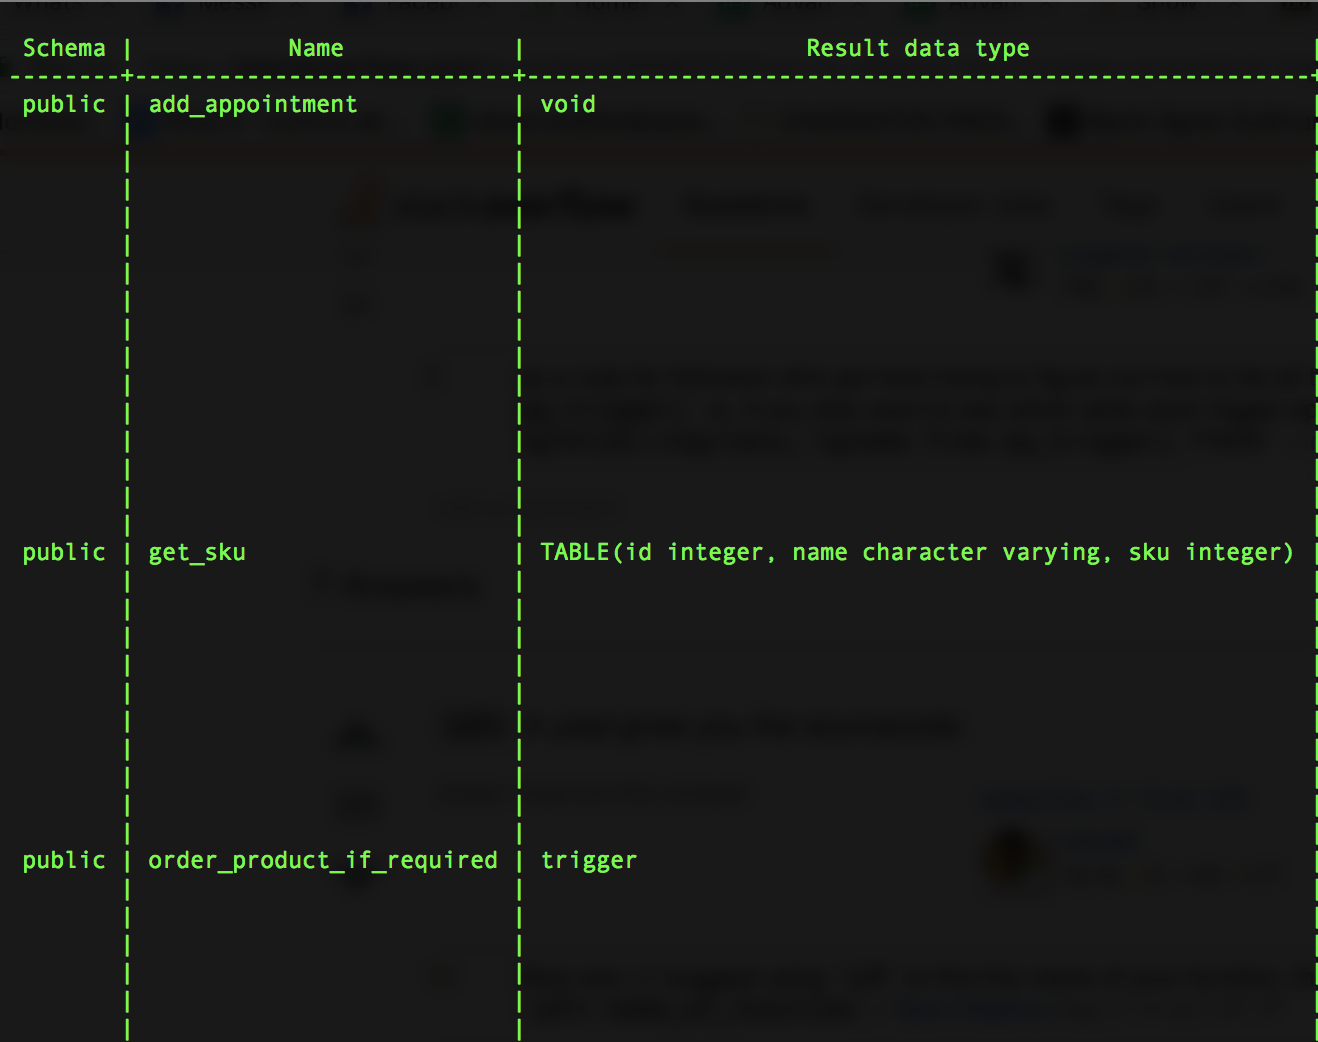 Schema | Name | Result data type
--------+---------------------------+--------------------------------------------------------+
public | add_appointment | void
public | get_sku | TABLE(id integer, name character varying, sku integer)
public | order_product_if_required | trigger